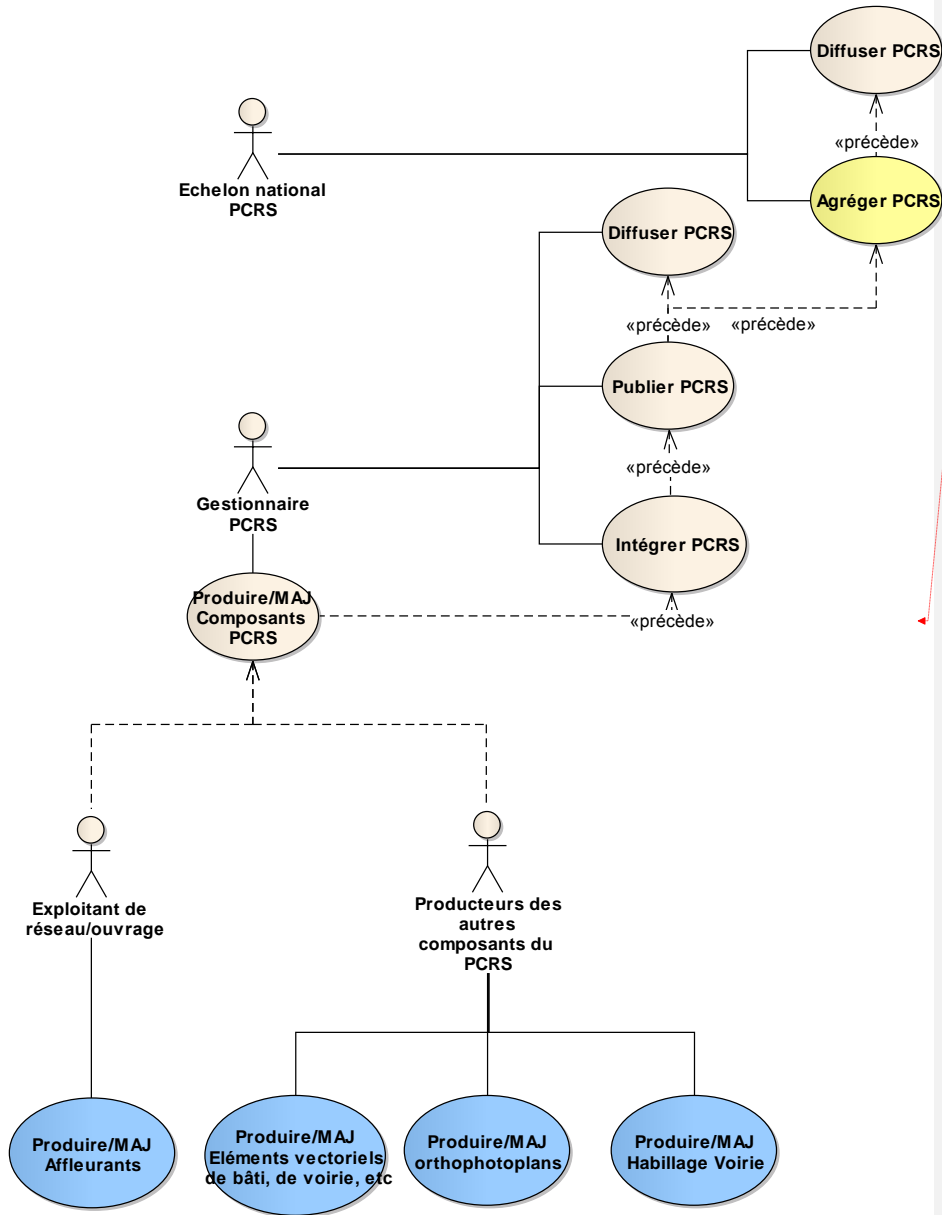 Diffuser PCRS
«précède»
Echelon national
PCRS
Agréger PCRS
Diffuser PCRS
«précède»
«précède»
Publier PCRS
«précède»
Gestionnaire
PCRS
Intégrer PCRS
Produire/MAJ
Composants
PCRS
«précède»
Exploitant de
réseau/ouvrage
Producteurs des
autres
composants du
PCRS
Produire/MAJ
Affleurants
Produire/MAJ
Eléments vectoriels
de bâti, de voirie, etc
Produire/MAJ
orthophotoplans
Produire/MAJ
Habillage Voirie